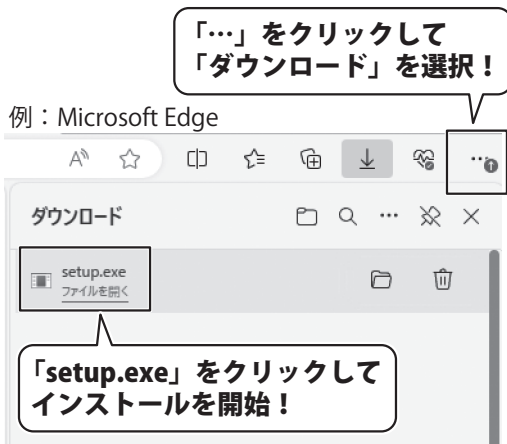 「…」をクリックして
「ダウンロード」を選択！
例：Microsoft Edge
ダウンロード
setup.exe
ファイルを開く
「setup.exe」をクリックして
インストールを開始！